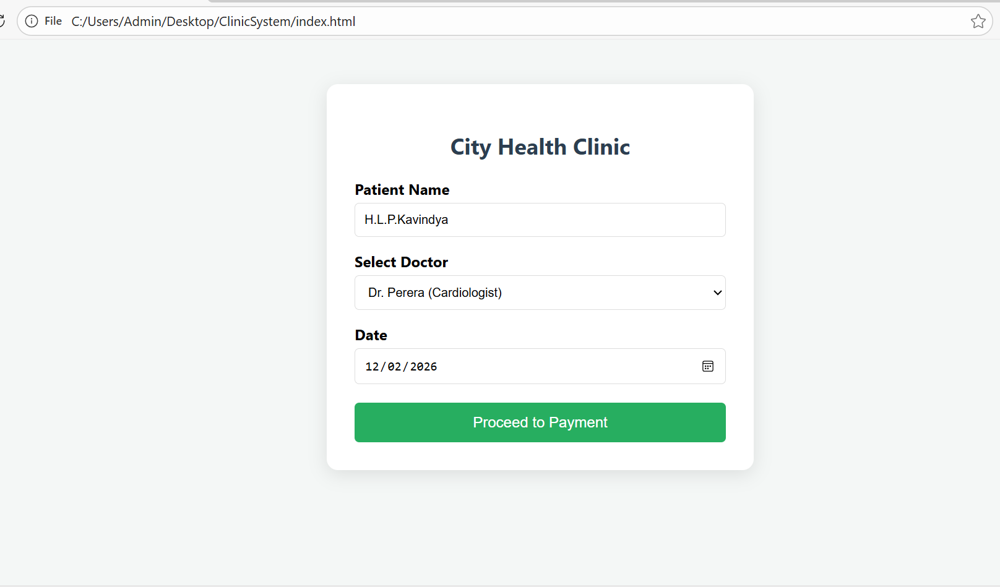 File C:/Users/Admin/Desktop/ClinicSystem/index.html
City Health Clinic
Patient Name
H.L.P.Kavindya
Select Doctor
Dr. Perera (Cardiologist)
Date
12/02/2026
Proceed to Payment